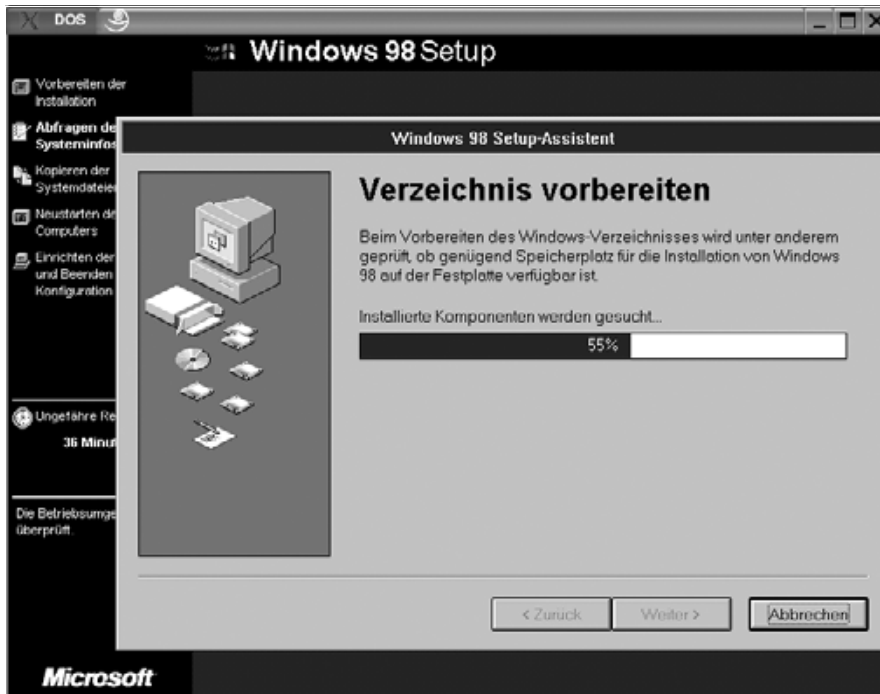 DOS
Windows 98 Setup
Vorbereiten der
Installation
Abfragen de
Systeminfos
Kopieren der
Systemdateie
Neustarten de
Computers
Einrichten der
und Beenden
Konfiguration
Ungefähre Re
36 Minut
Die Betriebsumge
überprüft.
Microsoft
Windows 98 Setup-Assistent
Verzeichnis vorbereiten
Beim Vorbereiten des Windows-Verzeichnisses wird unter anderem
geprüft, ob genügend Speicherplatz für die Installation von Windows
98 auf der Festplatte verfügbar ist.
Installierte Komponenten werden gesucht...
55%
< Zurück
Weiter >
Abbrechen